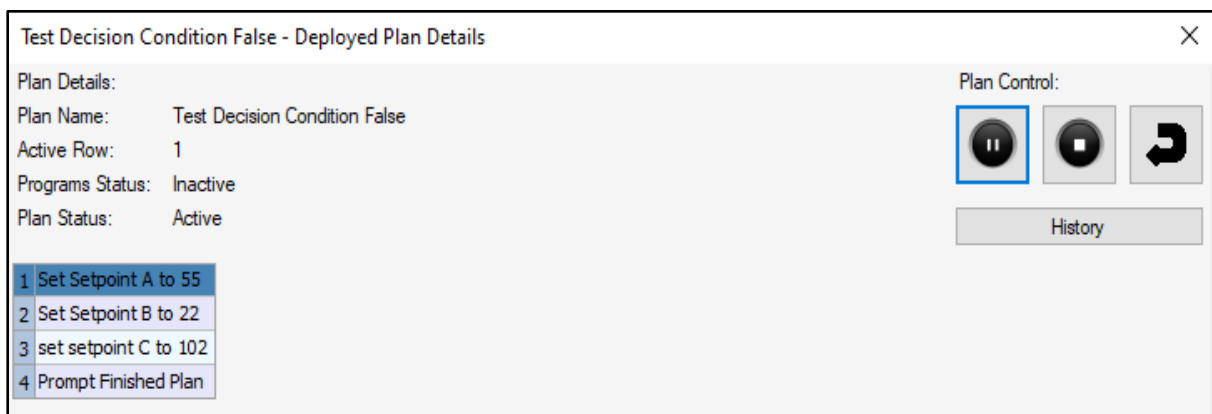 Test Decision Condition False - Deployed Plan Details
Plan Details:
Plan Control:
Plan Name: Test Decision Condition False
Active Row: 1
Programs Status: Inactive
Plan Status: Active
History
1 Set Setpoint A to 55
2 Set Setpoint B to 22
3 set setpoint C to 102
4 Prompt Finished Plan